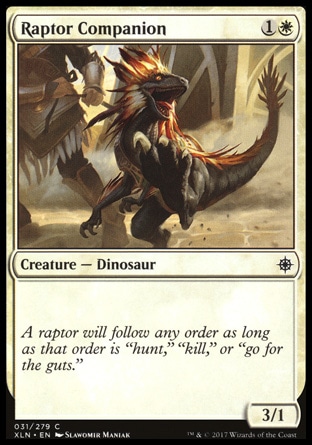 Raptor Companion 1
Creature — Dinosaur
A raptor will follow any order as long
as that order is “hunt,” “kill,” or “go for
the guts.”
3/1
031/279 C
XLN • EN SLAWOMIR MANIAK ™ & © 2017 Wizards of the Coast